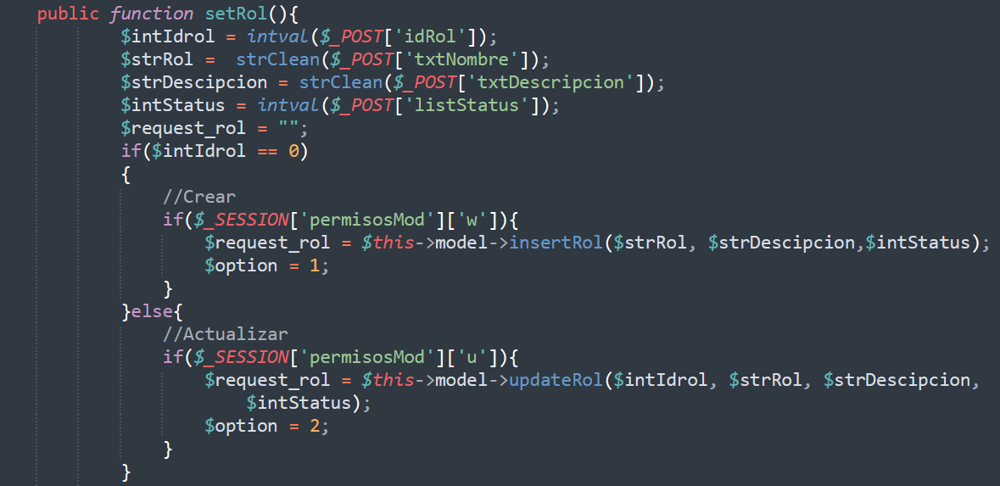 public function setRol(){
$intIdrol = intval($_POST['idRol']);
$strRol =  strClean($_POST['txtNombre']);
$strDescipcion = strClean($_POST['txtDescripcion']);
$intStatus = intval($_POST['listStatus']);
$request_rol = "";
if($intIdrol == 0)
{
//Crear
if($_SESSION['permisosMod']['w']){
$request_rol = $this->model->insertRol($strRol, $strDescipcion,$intStatus);
$option = 1;
}
}else{
//Actualizar
if($_SESSION['permisosMod']['u']){
$request_rol = $this->model->updateRol($intIdrol, $strRol, $strDescipcion,
$intStatus);
$option = 2;
}
}